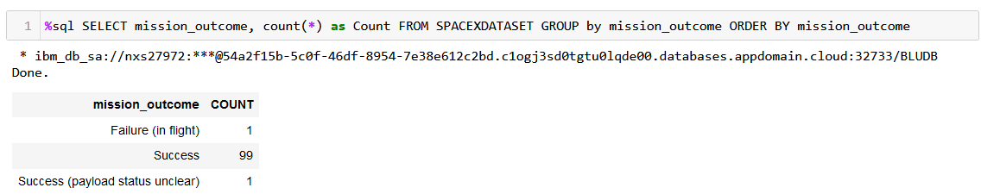 1 %sql SELECT mission_outcome, count(*) as Count FROM SPACEXDATASET GROUP by mission_outcome ORDER BY mission_outcome
* ibm_db_sa://nxs27972:***@54a2f15b-5c0f-46df-8954-7e38e612c2bd.c1ogj3sd0tgtu0lqde00.databases.appdomain.cloud:32733/BLUDB
Done.
mission_outcome COUNT
Failure (in flight) 1
Success 99
Success (payload status unclear) 1